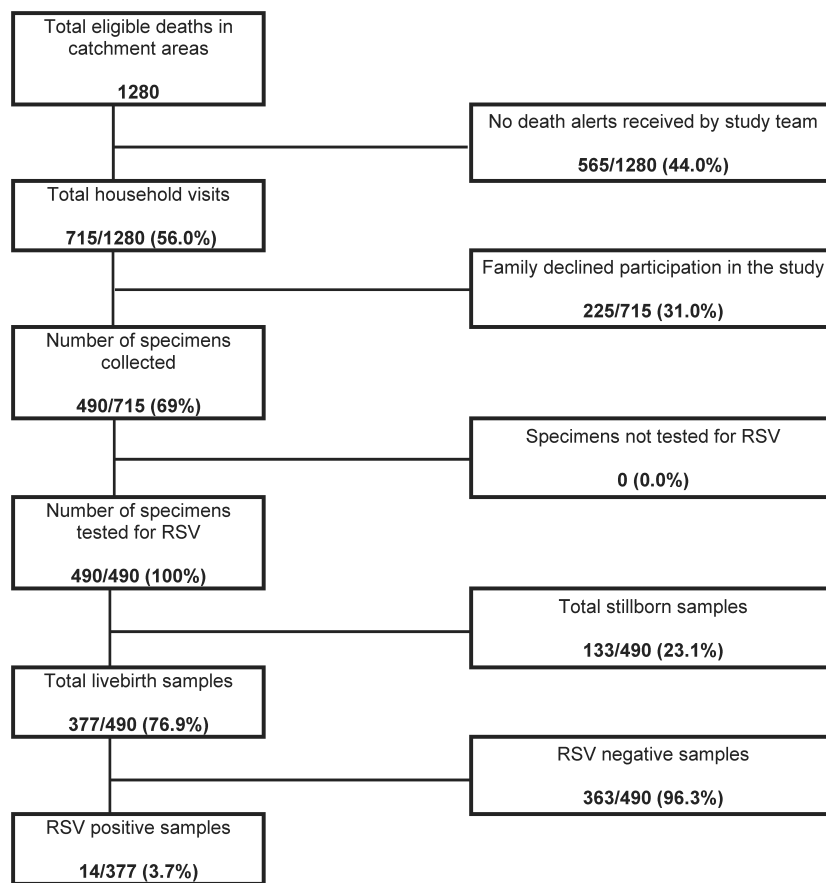 Total eligible deaths in
catchment areas
1280
No death alerts received by study team
565/1280 (44.0%)
Total household visits
715/1280 (56.0%)
Family declined participation in the study
225/715 (31.0%)
Number of specimens
collected
490/715 (69%)
Specimens not tested for RSV
0 (0.0%)
Number of specimens
tested for RSV
490/490 (100%)
Total stillborn samples
133/490 (23.1%)
Total livebirth samples
377/490 (76.9%)
RSV negative samples
363/490 (96.3%)
RSV positive samples
14/377 (3.7%)